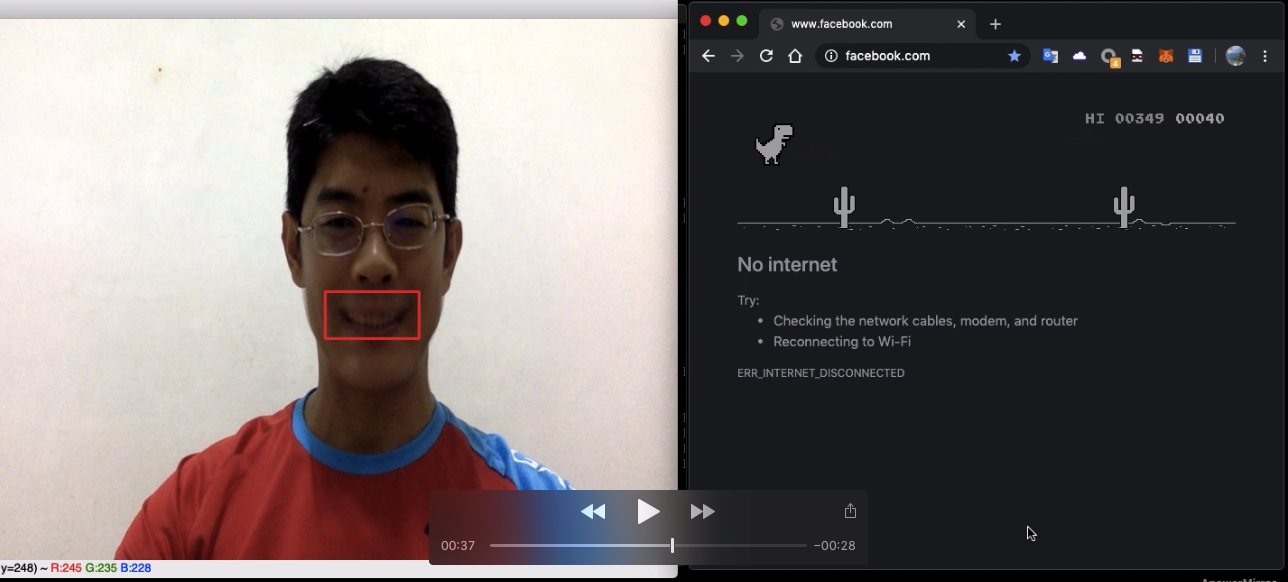 www.facebook.com
facebook.com
4
HI 00349 00040
No internet
Try:
• Checking the network cables, modem, and router
• Reconnecting to Wi-Fi
ERR_INTERNET_DISCONNECTED
00:37
−00:28
y=248) ~ R:245 G:235 B:228